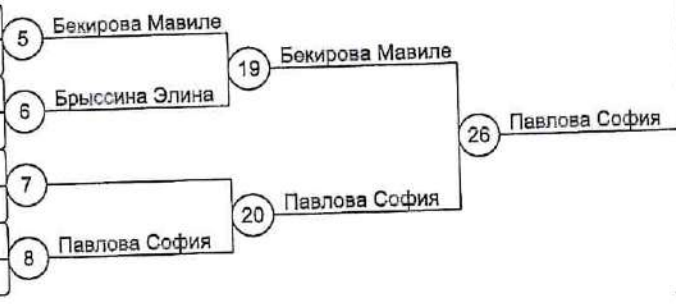 5 Бекирова Мавиле
19 Бекирова Мавиле
6 Брыссина Элина
26 Павлова София
7
20 Павлова София
8 Павлова София